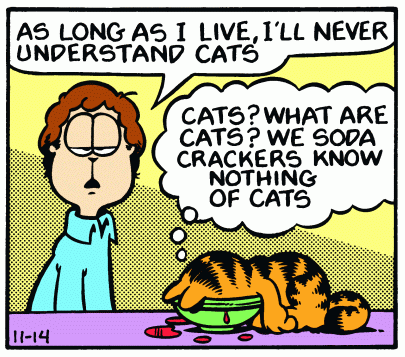 AS LONG AS I LIVE, I'LL NEVER
UNDERSTAND CATS
CATS? WHAT ARE
CATS? WE SODA
CRACKERS KNOW
NOTHING
OF CATS
11-14